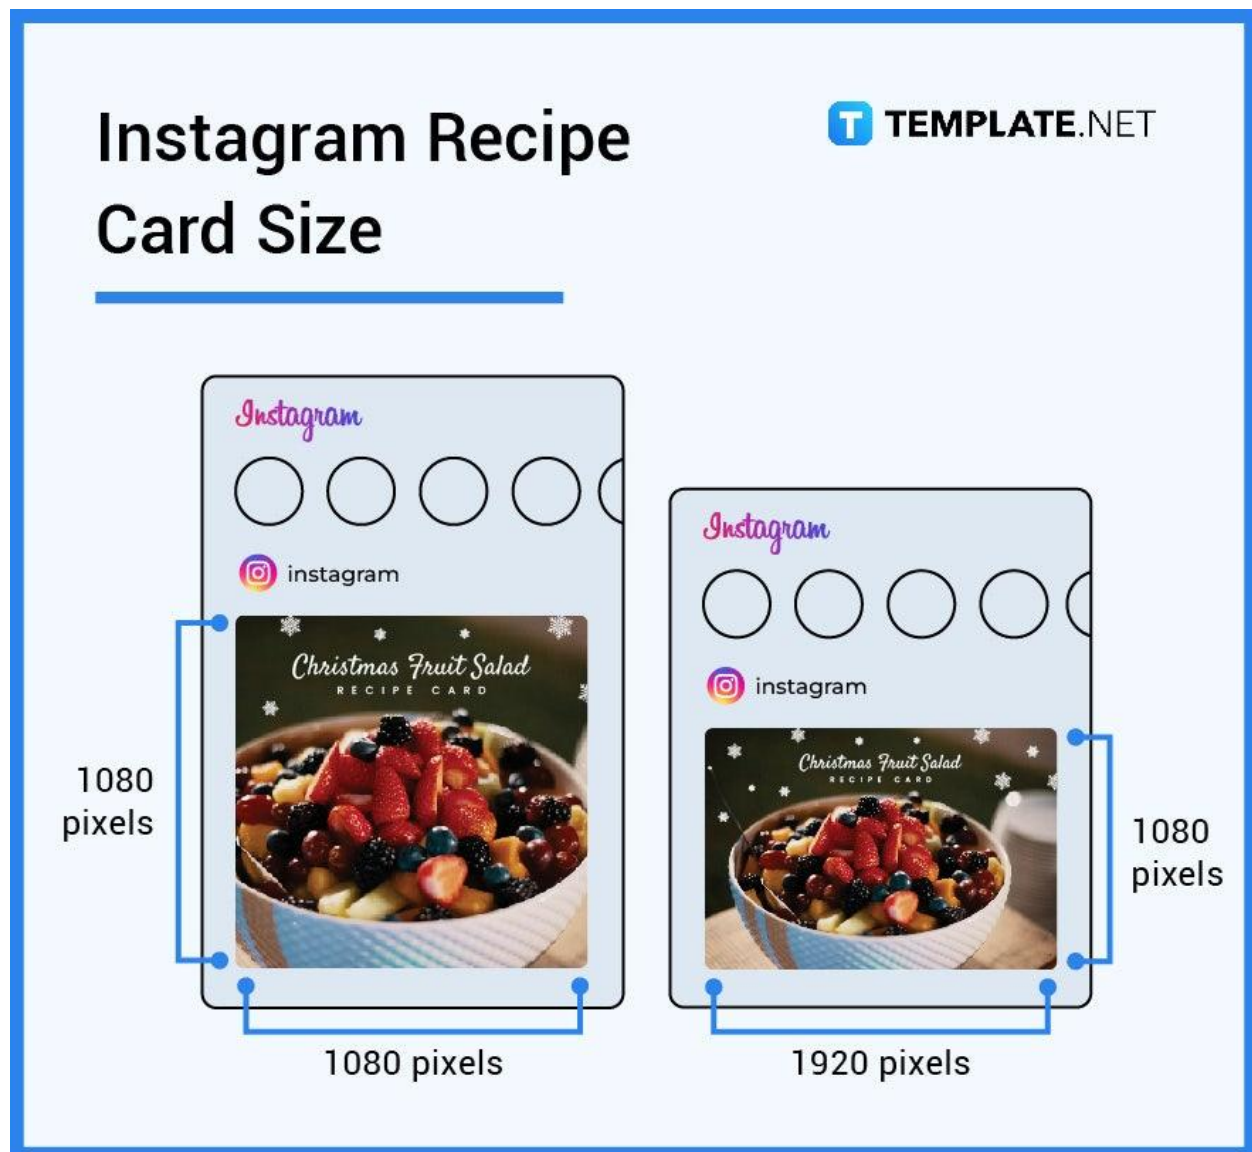 Instagram Recipe
Card Size
TEMPLATE.NET
Instagram
instagram
Christmas Fruit Salad
RECIPE CARD
1080
pixels
1080 pixels
Instagram
instagram
Christmas Fruit Salad
RECIPE CARD
1080
pixels
1920 pixels